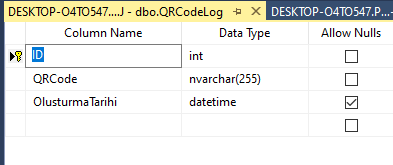 DESKTOP-O4TO547....J - dbo.QRCodeLog
DESKTOP-O4TO547.P...
Column Name Data Type Allow Nulls
ID int
QRCode nvarchar(255)
OlusturmaTarihi datetime